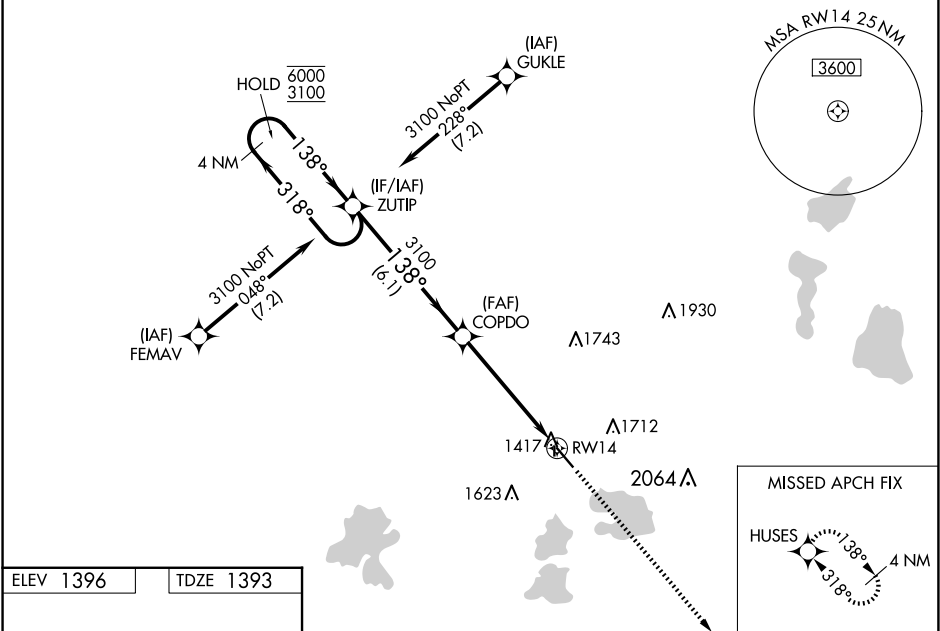 MSA RW14 25 NM
3600
(IAF)
GUKLE
3100 NoPT
228°
(7.2)
HOLD 6000
3100
4 NM
138°
318°
(IF/IAF)
ZUTIP
3100 NoPT
048°
(7.2)
(IAF)
FEMAV
3100
138°
(6.1)
(FAF)
COPDO
1930
1743
1712
1417
RW14
2064
1623
MISSED APCH FIX
HUSES
138°
318°
4 NM
ELEV 1396
TDZE 1393